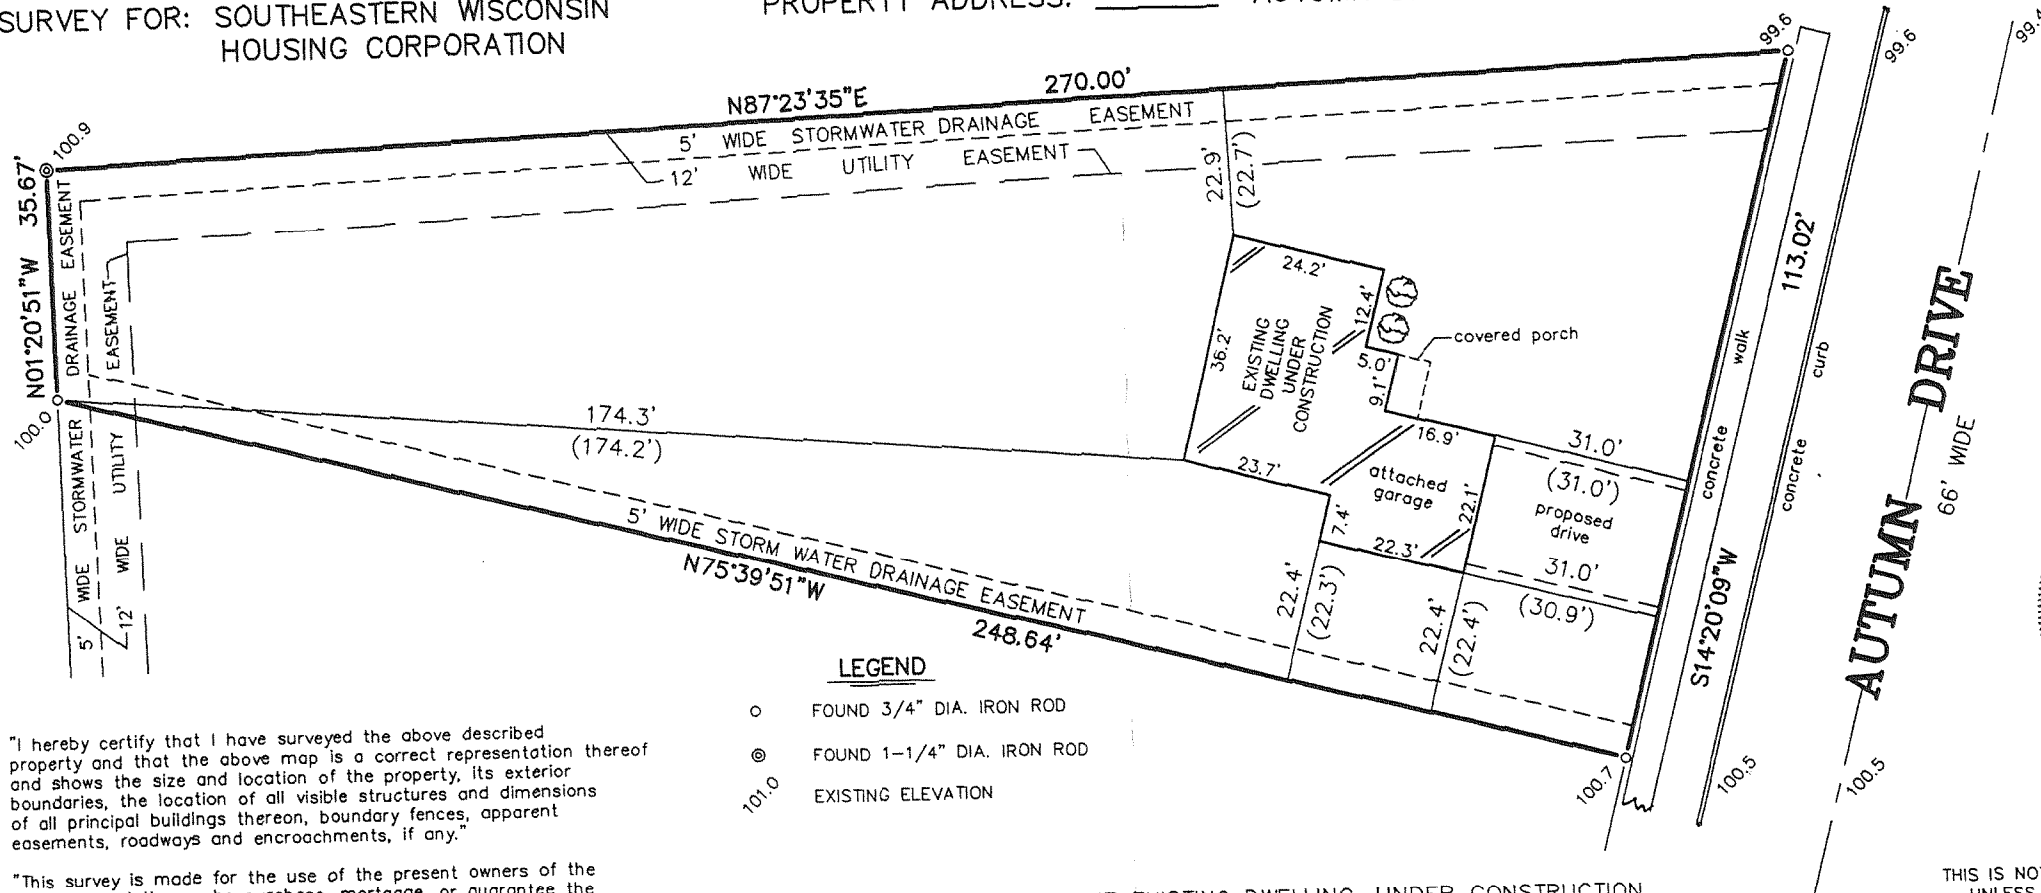 SURVEY FOR: SOUTHEASTERN WISCONSIN
HOUSING CORPORATION
PROPERTY ADDRESS:
99.6
99.6
99.4
270.00'
N87°23'35"E
5' WIDE STORMWATER DRAINAGE EASEMENT
12' WIDE UTILITY EASEMENT
100.9
35.67'
N01°20'51"W
100.0
5' WIDE STORMWATER DRAINAGE EASEMENT
12' WIDE UTILITY EASEMENT
22.9'
(22.7')
24.2'
12.4'
36.2'
EXISTING
DWELLING
UNDER
CONSTRUCTION
covered porch
5.0'
9.1'
16.9'
23.7'
attached
garage
22.1'
7.4'
22.3'
31.0'
(31.0')
proposed
drive
31.0'
(30.9')
174.3'
(174.2')
22.4'
(22.3')
22.4'
(22.4')
5' WIDE STORM WATER DRAINAGE EASEMENT
N75°39'51"W
248.64'
113.02'
S14°20'09"W
concrete walk
concrete curb
AUTUMN DRIVE
66' WIDE
100.7
100.5
100.5
LEGEND
FOUND 3/4" DIA. IRON ROD
FOUND 1-1/4" DIA. IRON ROD
101.0 EXISTING ELEVATION
"I hereby certify that I have surveyed the above described
property and that the above map is a correct representation thereof
and shows the size and location of the property, its exterior
boundaries, the location of all visible structures and dimensions
of all principal buildings thereon, boundary fences, apparent
easements, roadways and encroachments, if any."
"This survey is made for the use of the present owners of the
purchase, mortgage, or guarantee the
EXISTING DWELLING UNDER CONSTRUCTION
THIS IS NO
UNLESS